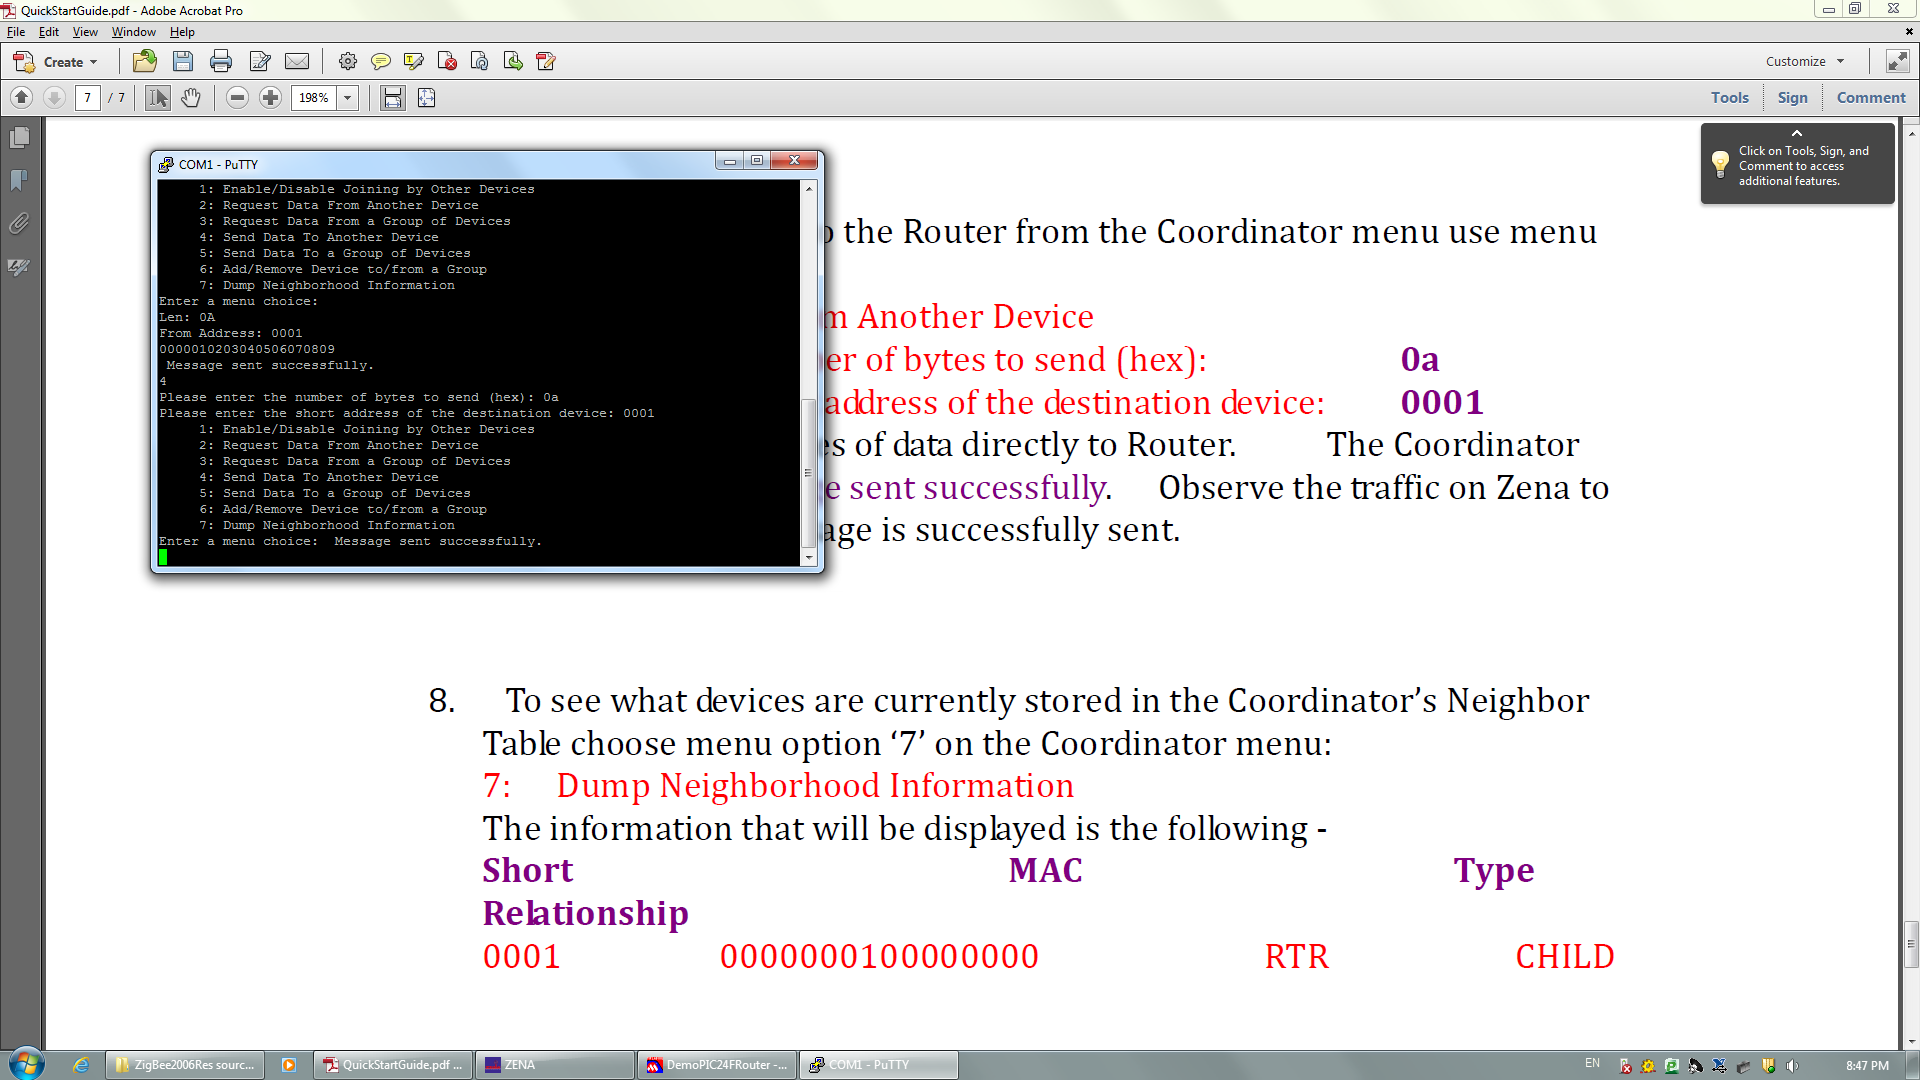 QuickStartGuide.pdf - Adobe Acrobat Pro
File Edit View Window Help
Create
Customize
7 / 7
198%
Tools Sign Comment
Click on Tools, Sign, and
Comment to access
additional features.
COM1 - PuTTY
1: Enable/Disable Joining by Other Devices
2: Request Data From Another Device
3: Request Data From a Group of Devices
4: Send Data To Another Device
5: Send Data To a Group of Devices
6: Add/Remove Device to/from a Group
7: Dump Neighborhood Information
Enter a menu choice:
Len: 0A
From Address: 0001
0000010203040506070809
Message sent successfully.
4
Please enter the number of bytes to send (hex): 0a
Please enter the short address of the destination device: 0001
1: Enable/Disable Joining by Other Devices
2: Request Data From Another Device
3: Request Data From a Group of Devices
4: Send Data To Another Device
5: Send Data To a Group of Devices
6: Add/Remove Device to/from a Group
7: Dump Neighborhood Information
Enter a menu choice:  Message sent successfully.
o the Router from the Coordinator menu use menu
m Another Device
er of bytes to send (hex): 0a
address of the destination device: 0001
es of data directly to Router. The Coordinator
e sent successfully. Observe the traffic on Zena to
age is successfully sent.
8. To see what devices are currently stored in the Coordinator’s Neighbor
Table choose menu option ‘7’ on the Coordinator menu:
7: Dump Neighborhood Information
The information that will be displayed is the following -
Short MAC Type
Relationship
0001 0000000100000000 RTR CHILD
ZigBee2006Res sourc... QuickStartGuide.pdf ... ZENA DemoPIC24FRouter -... COM1 - PuTTY EN 8:47 PM